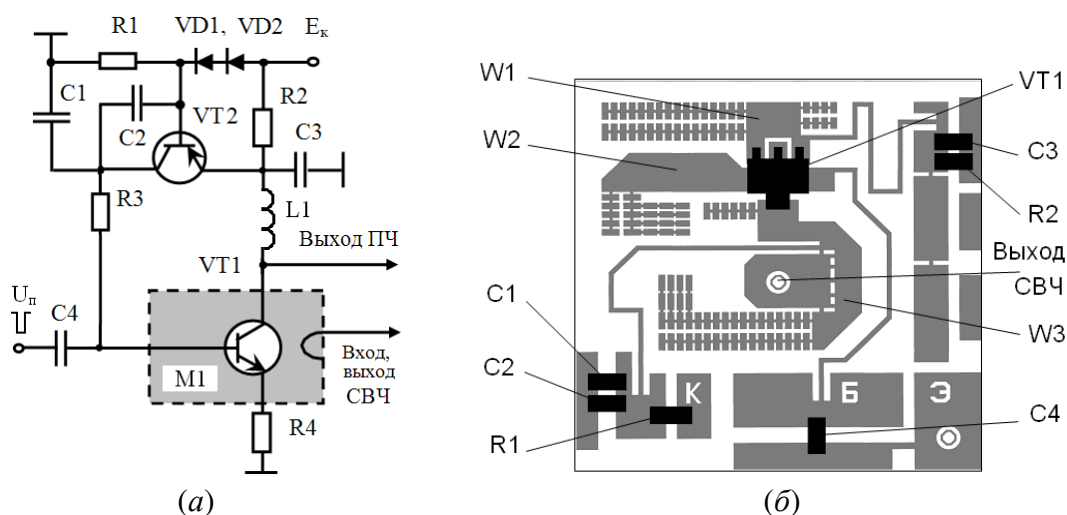 R1
VD1, VD2
Eк
C1
C2
VT2
R2
C3
R3
L1
Выход ПЧ
VT1
Uп
C4
M1
Вход,
выход
СВЧ
R4
(а)
W1
VT1
W2
C3
R2
Выход
СВЧ
C1
W3
C2
К
Б
Э
R1
C4
(б)